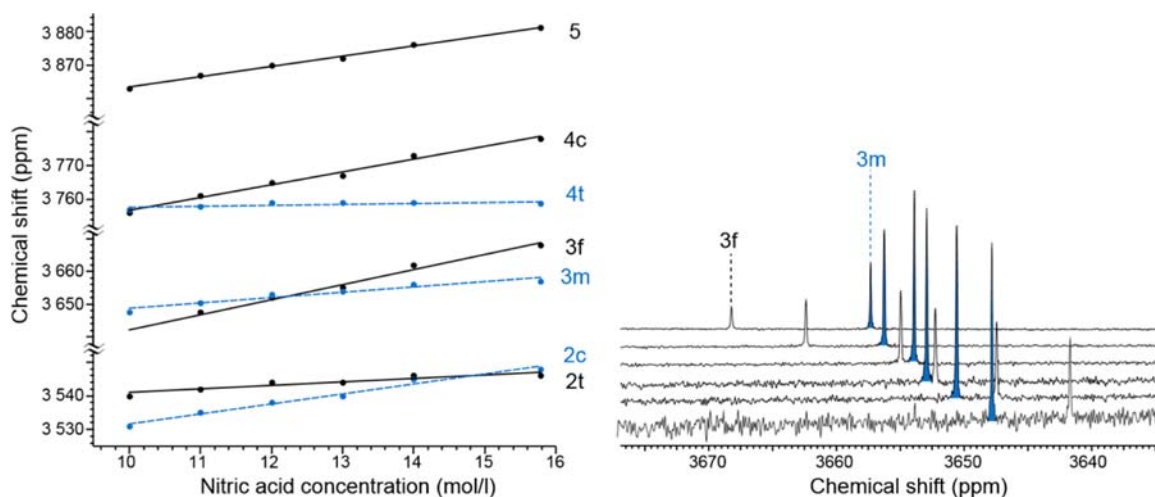 Chemical shift (ppm)
3 880
3 870
3 770
3 760
3 660
3 650
3 540
3 530
5
4c
4t
3f
3m
2c
2t
10 11 12 13 14 15 16
Nitric acid concentration (mol/l)
3m
3f
3670 3660 3650 3640
Chemical shift (ppm)